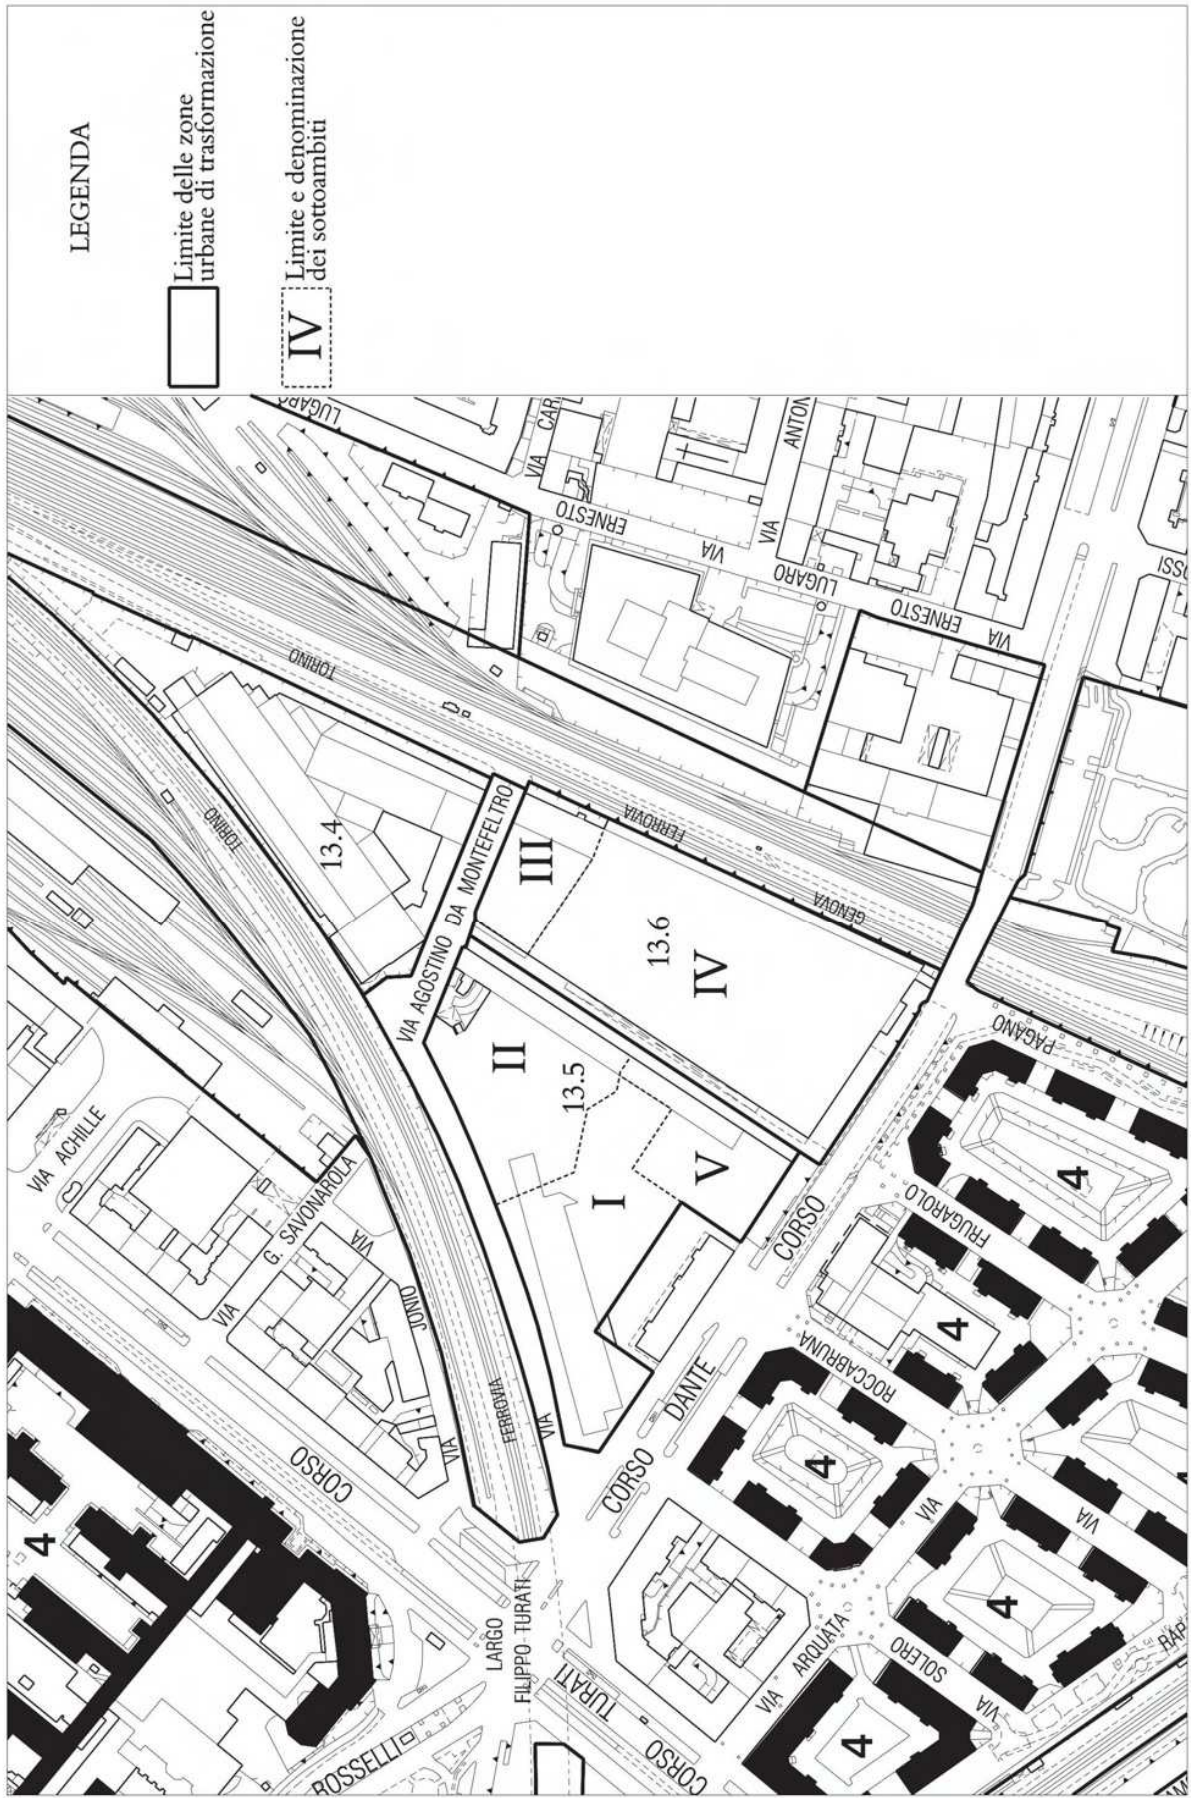 LEGENDA
Limite delle zone
urbane di trasformazione
IV
Limite e denominazione
dei sottoambiti
LUGARO
VIA
ANTON
VIA
ERNESTO
VIA
VIA
LUGARO
ERNESTO
VIA
TORINO
TORINO
13.4
VIA AGOSTINO DA MONTEFELTRO
FERROVIA
III
13.6
IV
GENOVA
II
13.5
PAGANO
VIA ACHILLE
V
I
4
FRUGAROLO
CORSO
G. SAVONAROLA
VIA
VIA
JUNIO
4
ROCCABRUNA
DANTE
FERROVIA
VIA
VIA
CORSO
CORSO
4
VIA
VIA
4
4
LARGO
FILIPPO TURATI
TURATI
ARQUATA
VIA
SOLERO
VIA
4
ROSSELLI
CORSO